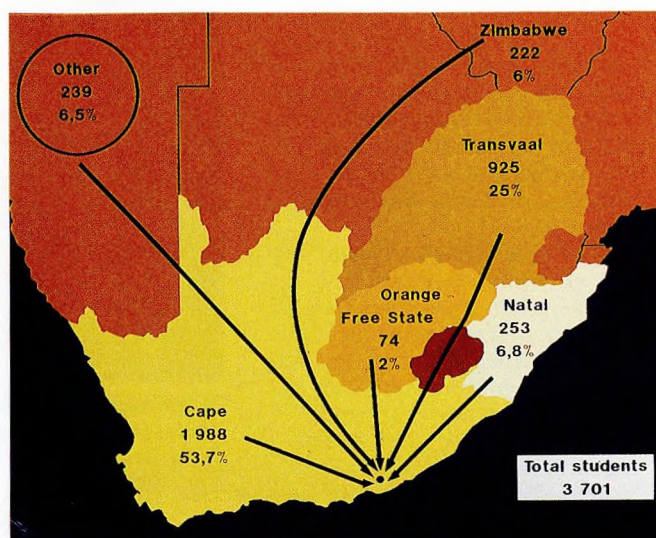 Zimbabwe
222
6%
Other
239
6,5%
Transvaal
925
25%
Orange
Free State
74
2%
Natal
253
6,8%
Cape
1 988
53,7%
Total students
3 701